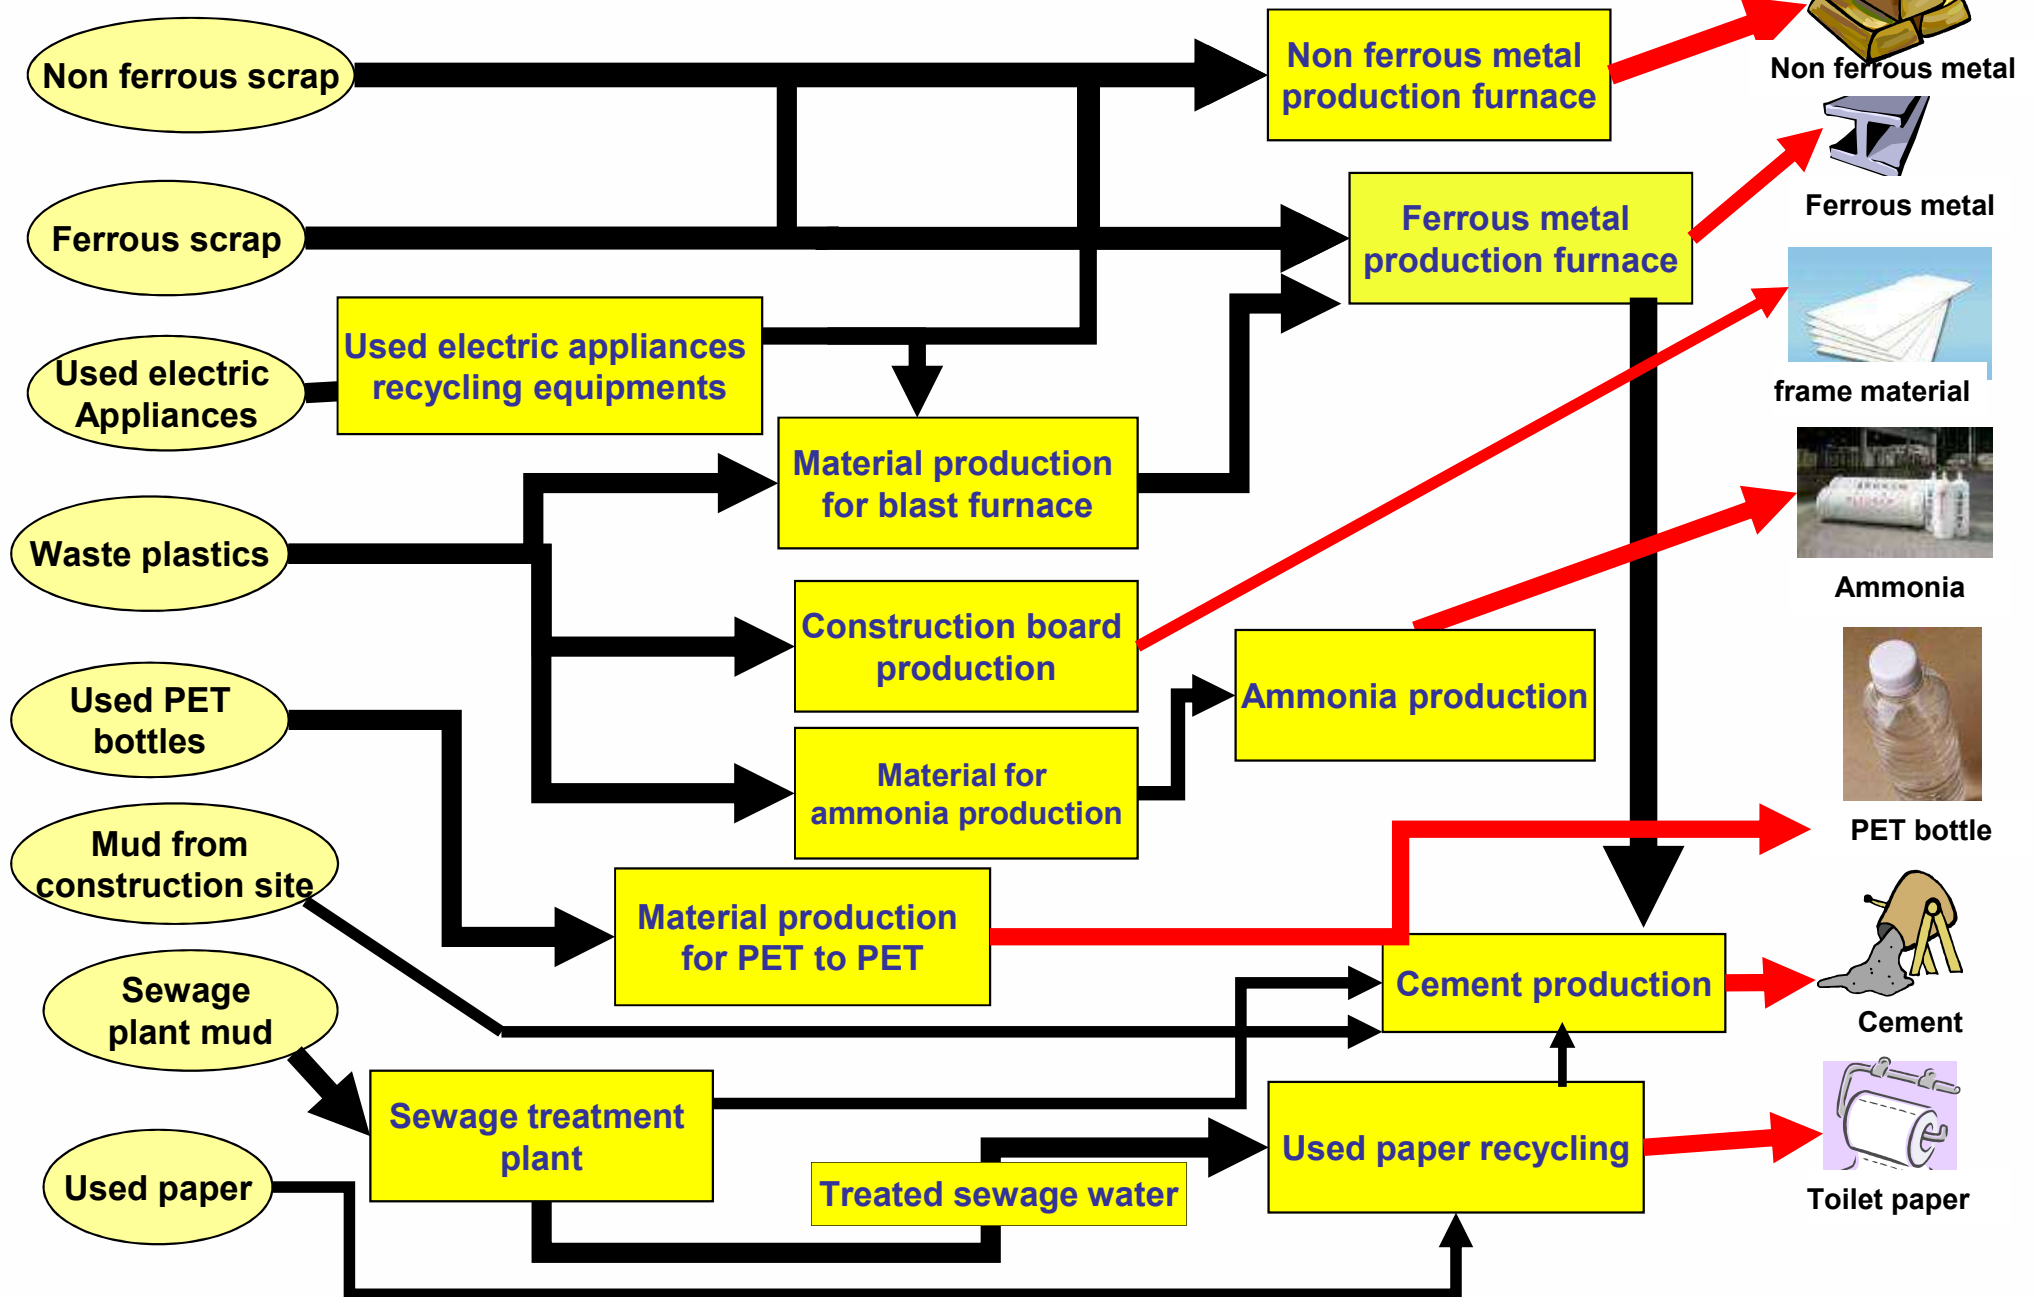 Non ferrous scrap
Non ferrous metal
production furnace
Non ferrous metal
Ferrous scrap
Ferrous metal
production furnace
Ferrous metal
Used electric
Appliances
Used electric appliances
recycling equipments
frame material
Material production
for blast furnace
Waste plastics
Construction board
production
Ammonia
Used PET
bottles
Material for
ammonia production
Ammonia production
PET bottle
Mud from
construction site
Material production
for PET to PET
Cement production
Cement
Sewage
plant mud
Sewage treatment
plant
Treated sewage water
Used paper recycling
Toilet paper
Used paper